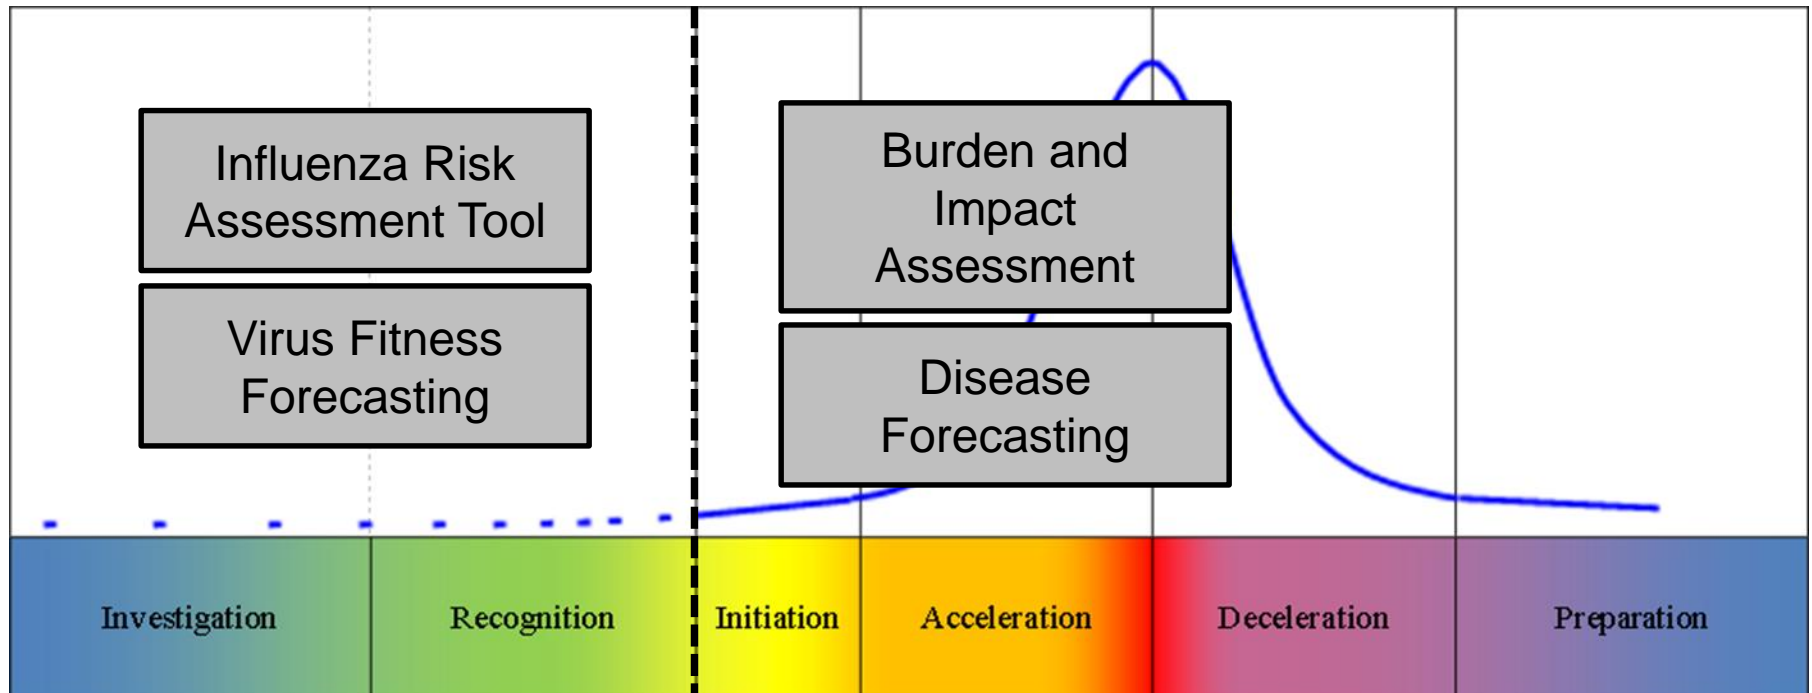 Influenza Risk
Assessment Tool
Virus Fitness
Forecasting
Burden and
Impact
Assessment
Disease
Forecasting
Investigation
Recognition
Initiation
Acceleration
Deceleration
Preparation